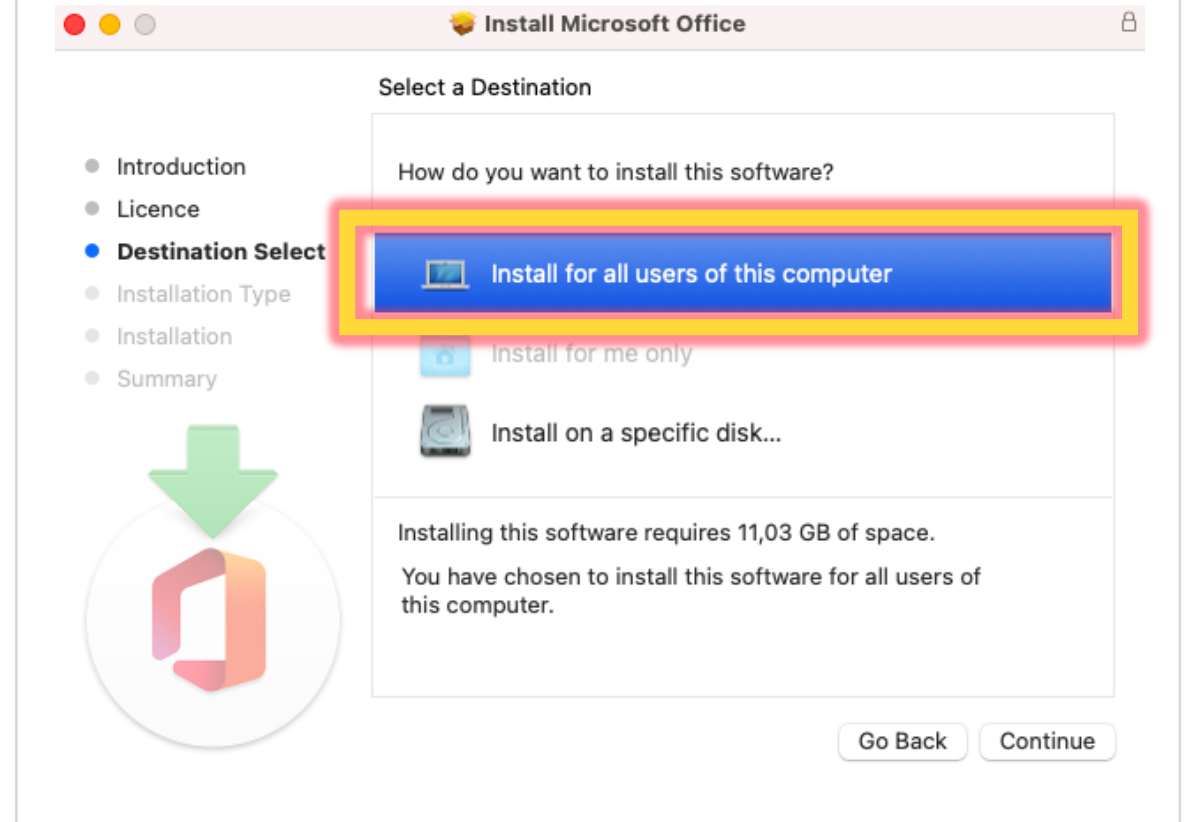 Install Microsoft Office
Select a Destination
Introduction
Licence
Destination Select
Installation Type
Installation
Summary
How do you want to install this software?
Install for all users of this computer
Install for me only
Install on a specific disk...
Installing this software requires 11,03 GB of space.
You have chosen to install this software for all users of
this computer.
Go Back
Continue